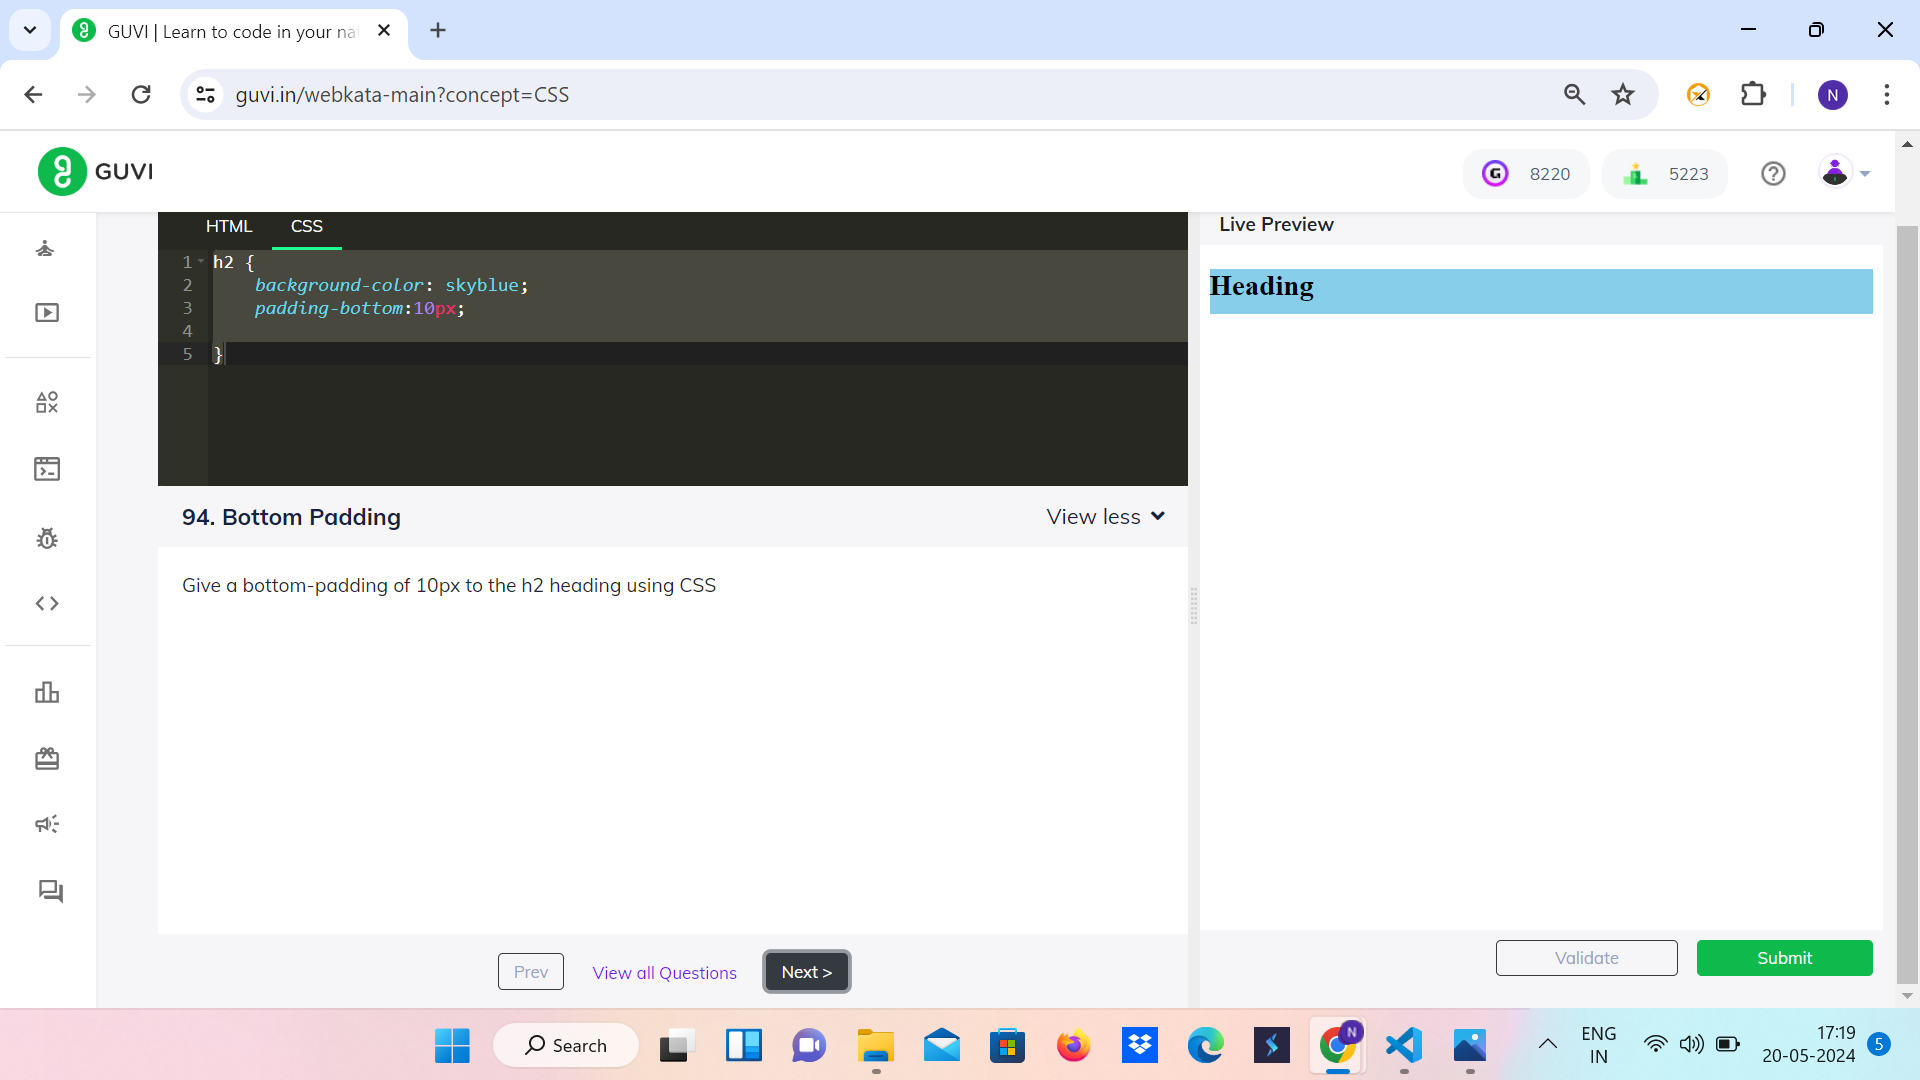 GUVI | Learn to code in your na
guvi.in/webkata-main?concept=CSS
N
GUVI
G 8220
5223
HTML CSS
Live Preview
1 h2 {
2 background-color: skyblue;
3 padding-bottom:10px;
4
5 }
Heading
94. Bottom Padding
View less
Give a bottom-padding of 10px to the h2 heading using CSS
Prev
View all Questions
Next >
Validate
Submit
Search
N
ENG
IN
17:19
20-05-2024
5